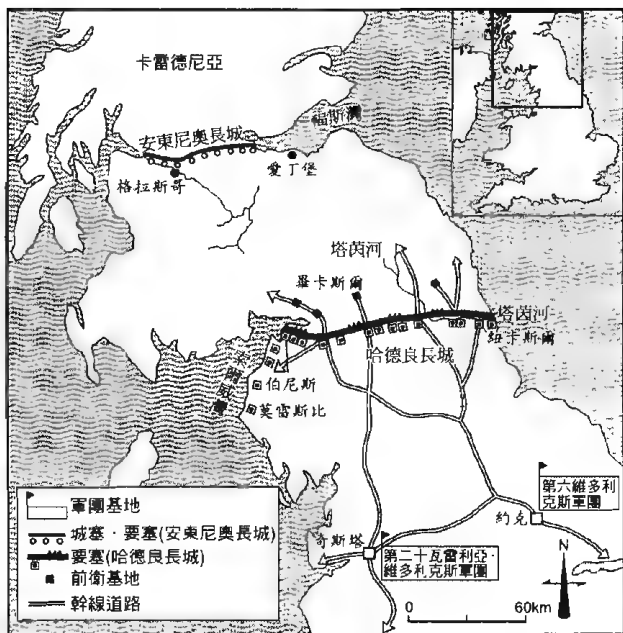 卡雷德尼亞
福斯灣
安東尼奧長城
愛丁堡
格拉斯哥
塔茵河
羅卡斯爾
塔茵河
紐卡斯爾
哈德良長城
伯尼斯
莫雷斯比
第六維多利
克斯軍團
約克
奇斯塔
第二十瓦雷利亞·
維多利克斯軍團
軍團基地
城塞·要塞(安東尼奧長城)
要塞(哈德良長城)
前衛基地
幹線道路
N
0 60km